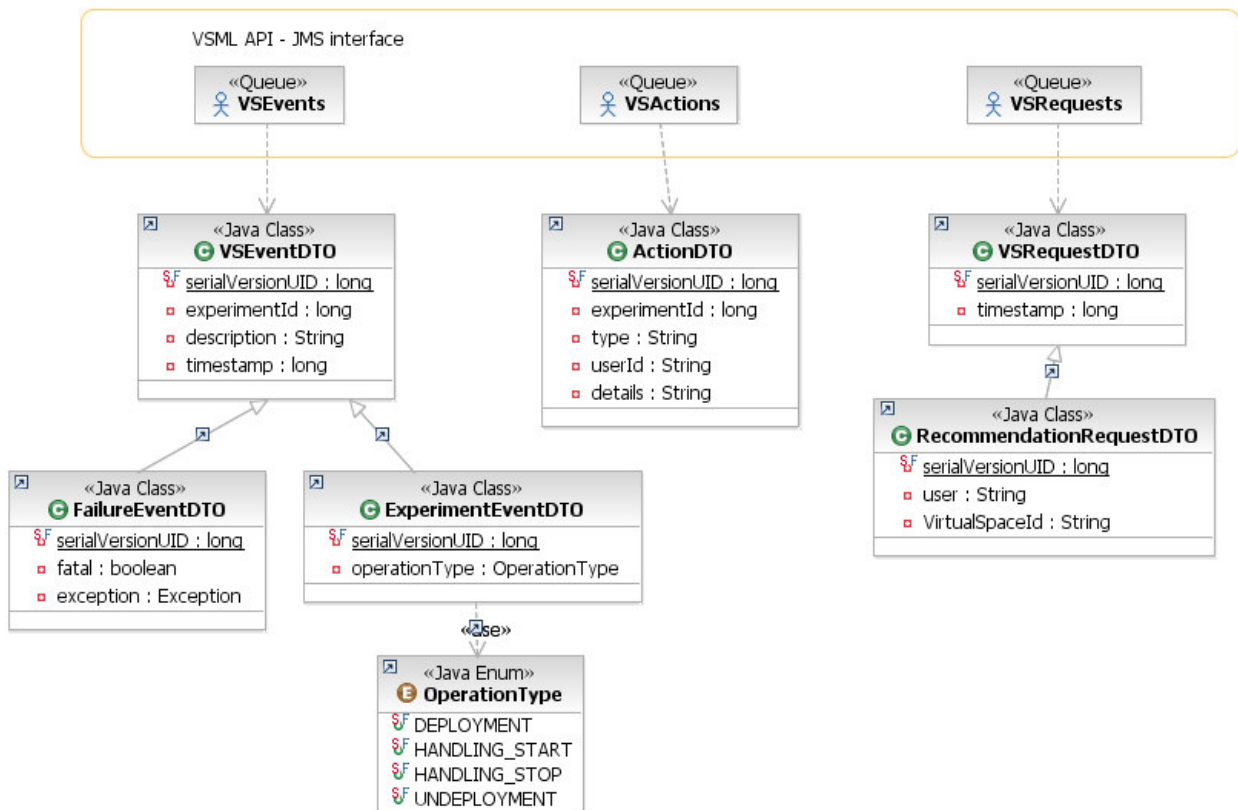 VSML API - JMS interface
«Queue»
VSEvents
«Queue»
VSActions
«Queue»
VSRequests
«Java Class»
VSEventDTO
serialVersionUID : long
experimentId : long
description : String
timestamp : long
«Java Class»
ActionDTO
serialVersionUID : long
experimentId : long
type : String
userId : String
details : String
«Java Class»
VSRequestDTO
serialVersionUID : long
timestamp : long
«Java Class»
RecommendationRequestDTO
serialVersionUID : long
user : String
VirtualSpaceId : String
«Java Class»
FailureEventDTO
serialVersionUID : long
fatal : boolean
exception : Exception
«Java Class»
ExperimentEventDTO
serialVersionUID : long
operationType : OperationType
«use»
«Java Enum»
OperationType
DEPLOYMENT
HANDLING_START
HANDLING_STOP
UNDEPLOYMENT